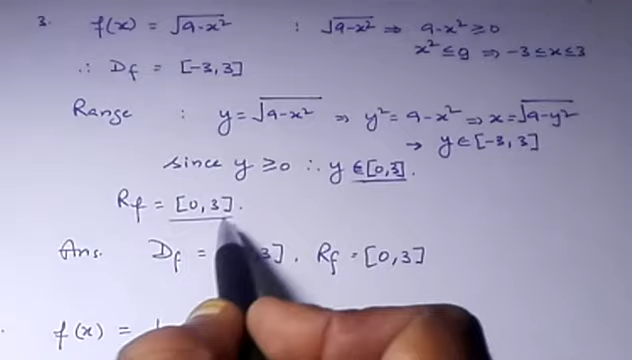 3. f(x) = √9-x² : √9-x² ⇒ 9-x² ≥ 0
x² ≤ 9 ⇒ -3 ≤ x ≤ 3
∴ Df = [-3, 3]
Range : y = √9-x² ⇒ y² = 9-x² ⇒ x = √9-y²
→ y ∈ [-3, 3]
since y ≥ 0 ∴ y ∈ [0, 3].
Rf = [0, 3].
Ans. Df = 3]. Rf = [0, 3]
f(x) =